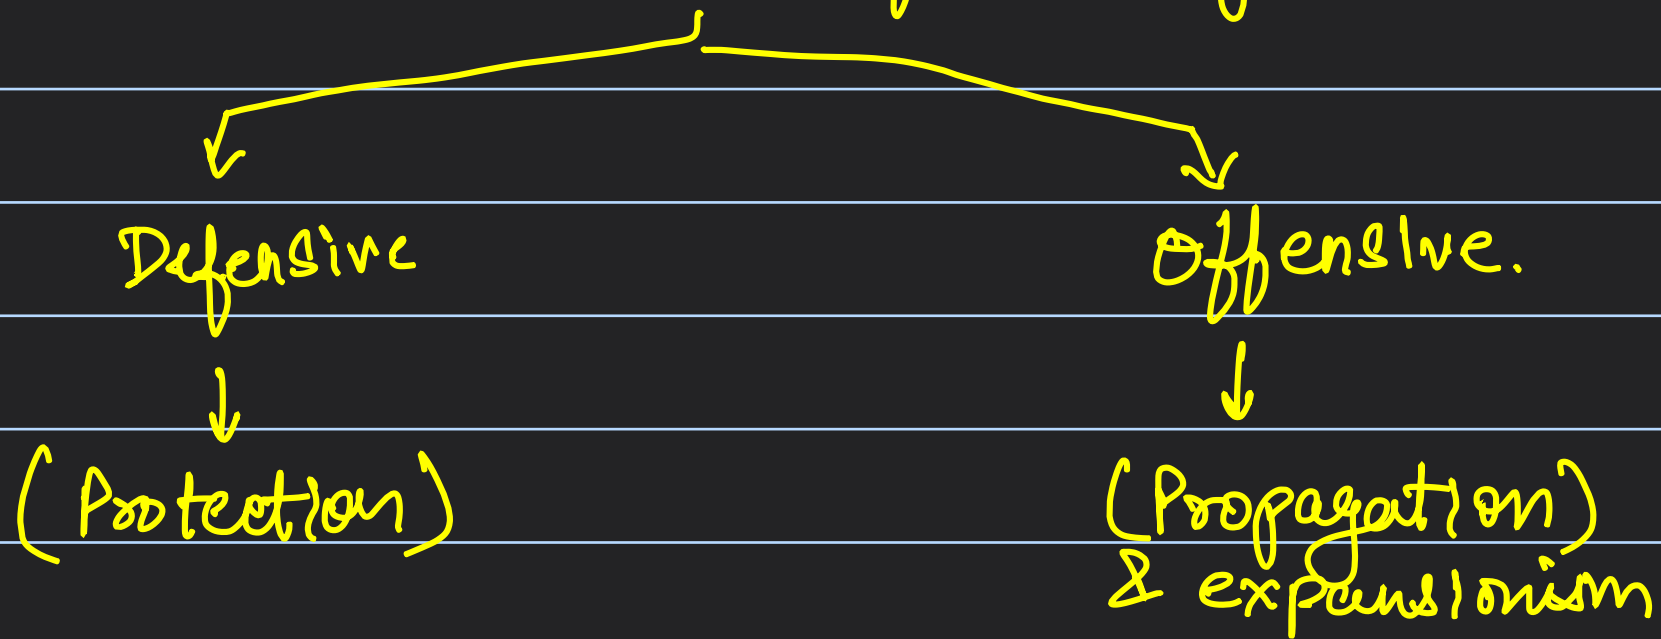 Defensive
Offensive.
(Protection)
(Propagation)
& expansionism